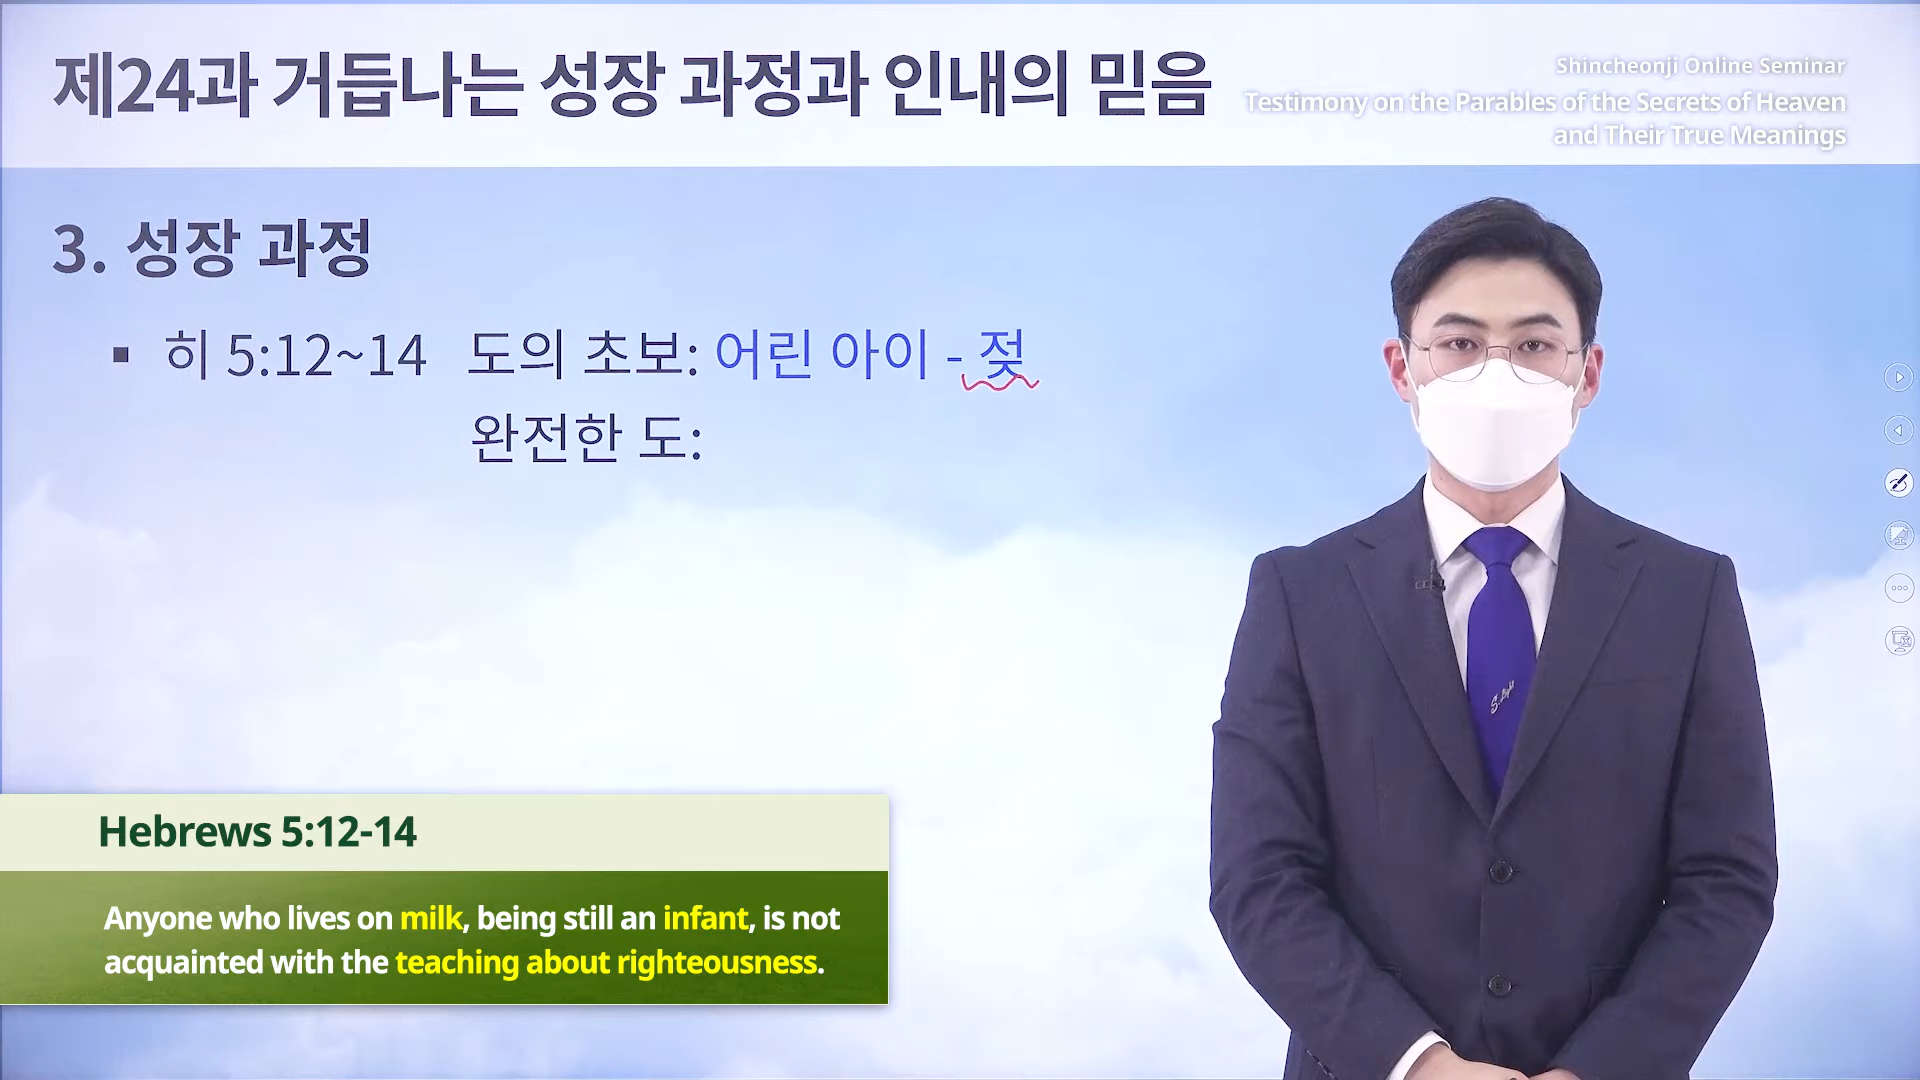 제24과 거듭나는 성장 과정과 인내의 믿음
Shincheonji Online Seminar
Testimony on the Parables of the Secrets of Heaven
and Their True Meanings
3. 성장 과정
▪ 히 5:12~14 도의 초보: 어린 아이 - 젖
완전한 도:
S. Light
Hebrews 5:12-14
Anyone who lives on milk, being still an infant, is not
acquainted with the teaching about righteousness.